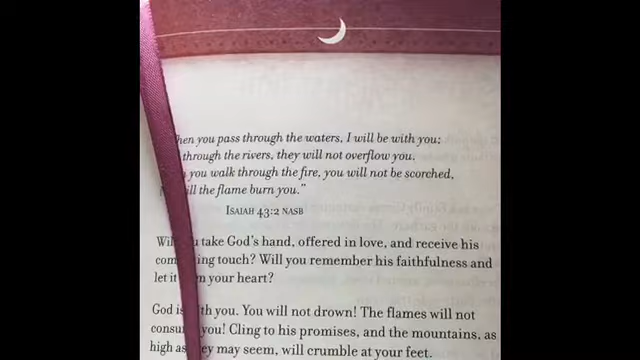 hen you pass through the waters, I will be with you;
through the rivers, they will not overflow you.
you walk through the fire, you will not be scorched,
ill the flame burn you."
Isaiah 43:2 NASB
Wil u take God's hand, offered in love, and receive his
com ing touch? Will you remember his faithfulness and
let it n your heart?
God is th you. You will not drown! The flames will not
consu you! Cling to his promises, and the mountains, as
high as ey may seem, will crumble at your feet.